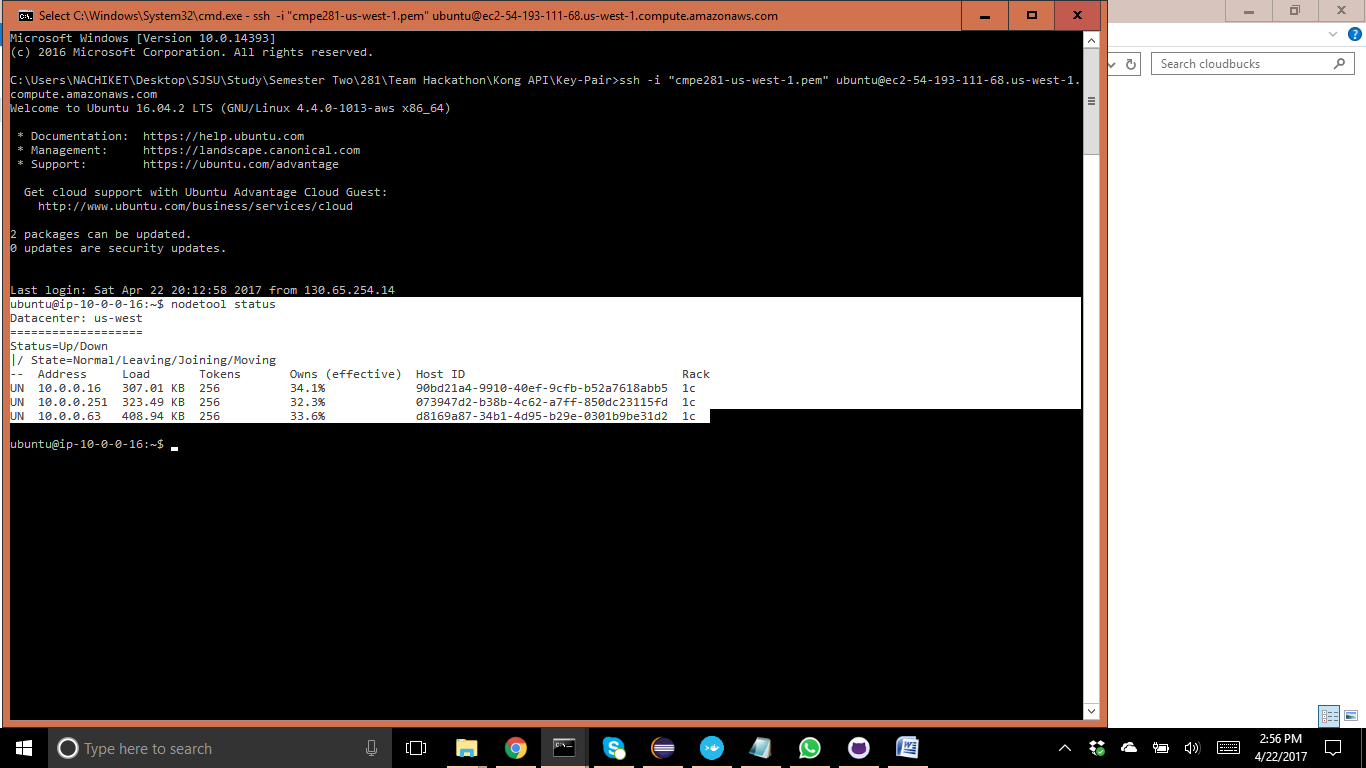 Select C:\Windows\System32\cmd.exe - ssh -i "cmpe281-us-west-1.pem" ubuntu@ec2-54-193-111-68.us-west-1.compute.amazonaws.com
Microsoft Windows [Version 10.0.14393]
(c) 2016 Microsoft Corporation. All rights reserved.
C:\Users\NACHIKET\Desktop\SJSU\Study\Semester Two\281\Team Hackathon\Kong API\Key-Pair>ssh -i "cmpe281-us-west-1.pem" ubuntu@ec2-54-193-111-68.us-west-1.
compute.amazonaws.com
Welcome to Ubuntu 16.04.2 LTS (GNU/Linux 4.4.0-1013-aws x86_64)
* Documentation:  https://help.ubuntu.com
* Management:     https://landscape.canonical.com
* Support:        https://ubuntu.com/advantage
Get cloud support with Ubuntu Advantage Cloud Guest:
http://www.ubuntu.com/business/services/cloud
2 packages can be updated.
0 updates are security updates.
Last login: Sat Apr 22 20:12:58 2017 from 130.65.254.14
ubuntu@ip-10-0-0-16:~$ nodetool status
Datacenter: us-west
===================
Status=Up/Down
|/ State=Normal/Leaving/Joining/Moving
--  Address     Load       Tokens       Owns (effective)  Host ID                               Rack
UN  10.0.0.16   307.01 KB  256          34.1%             90bd21a4-9910-40ef-9cfb-b52a7618abb5  1c
UN  10.0.0.251  323.49 KB  256          32.3%             073947d2-b38b-4c62-a7ff-850dc23115fd  1c
UN  10.0.0.63   408.94 KB  256          33.6%             d8169a87-34b1-4d95-b29e-0301b9be31d2  1c
ubuntu@ip-10-0-0-16:~$
Search cloudbucks
Type here to search
2:56 PM
4/22/2017